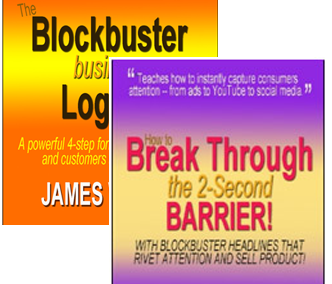 The
Blockbuster
busin
Log
A powerful 4-step for
and customers
JAMES
“ Teaches how to instantly capture consumers
attention – from ads to YouTube to social media. ”
How to
Break Through
the 2-Second
BARRIER!
WITH BLOCKBUSTER HEADLINES THAT
RIVET ATTENTION AND SELL PRODUCT!